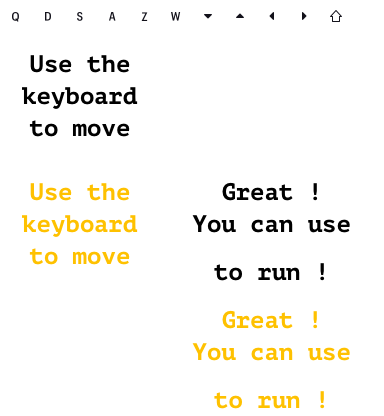 Q D S A Z W
Use the
keyboard
to move
Use the
keyboard
to move
Great !
You can use
to run !
Great !
You can use
to run !